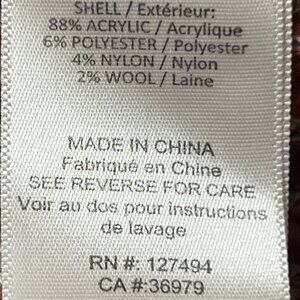 SHELL / Extérieur:
88% ACRYLIC / Acrylique
6% POLYESTER / Polyester
4% NYLON / Nylon
2% WOOL / Laine
MADE IN CHINA
Fabriqué en Chine
SEE REVERSE FOR CARE
Voir au dos pour instructions
de lavage
RN #: 127494
CA #:36979